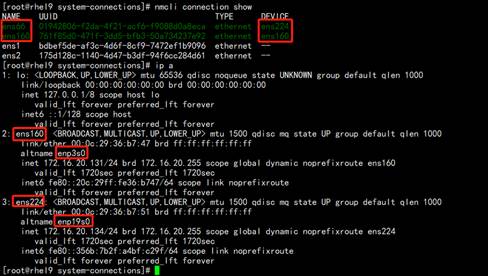 [root@rhel9 system-connections]# nmcli connection show
NAME UUID TYPE DEVICE
ens66 01942806-f2da-4f21-acf6-f9088d0a8eca ethernet ens224
ens160 761f85d0-471f-3dd5-bfb3-50a734237e92 ethernet ens160
ens1 bdbef5de-af3c-4d6f-8cf9-7472ef1b9096 ethernet --
ens2 175d128c-1140-4d47-b3df-94f6ec284d61 ethernet --
[root@rhel9 system-connections]# ip a
1: lo: <LOOPBACK,UP,LOWER_UP> mtu 65536 qdisc noqueue state UNKNOWN group default qlen 1000
link/loopback 00:00:00:00:00:00 brd 00:00:00:00:00:00
inet 127.0.0.1/8 scope host lo
valid_lft forever preferred_lft forever
inet6 ::1/128 scope host
valid_lft forever preferred_lft forever
2: ens160: <BROADCAST,MULTICAST,UP,LOWER_UP> mtu 1500 qdisc mq state UP group default qlen 1000
link/ether 00:0c:29:36:b7:47 brd ff:ff:ff:ff:ff:ff
altname enp3s0
inet 172.16.20.131/24 brd 172.16.20.255 scope global dynamic noprefixroute ens160
valid_lft 1720sec preferred_lft 1720sec
inet6 fe80::20c:29ff:fe36:b747/64 scope link noprefixroute
valid_lft forever preferred_lft forever
3: ens224: <BROADCAST,MULTICAST,UP,LOWER_UP> mtu 1500 qdisc mq state UP group default qlen 1000
link/ether 00:0c:29:36:b7:51 brd ff:ff:ff:ff:ff:ff
altname enp19s0
inet 172.16.20.134/24 brd 172.16.20.255 scope global dynamic noprefixroute ens224
valid_lft 1720sec preferred_lft 1720sec
inet6 fe80::356b:7b2f:a4bf:c29f/64 scope link noprefixroute
valid_lft forever preferred_lft forever
[root@rhel9 system-connections]#